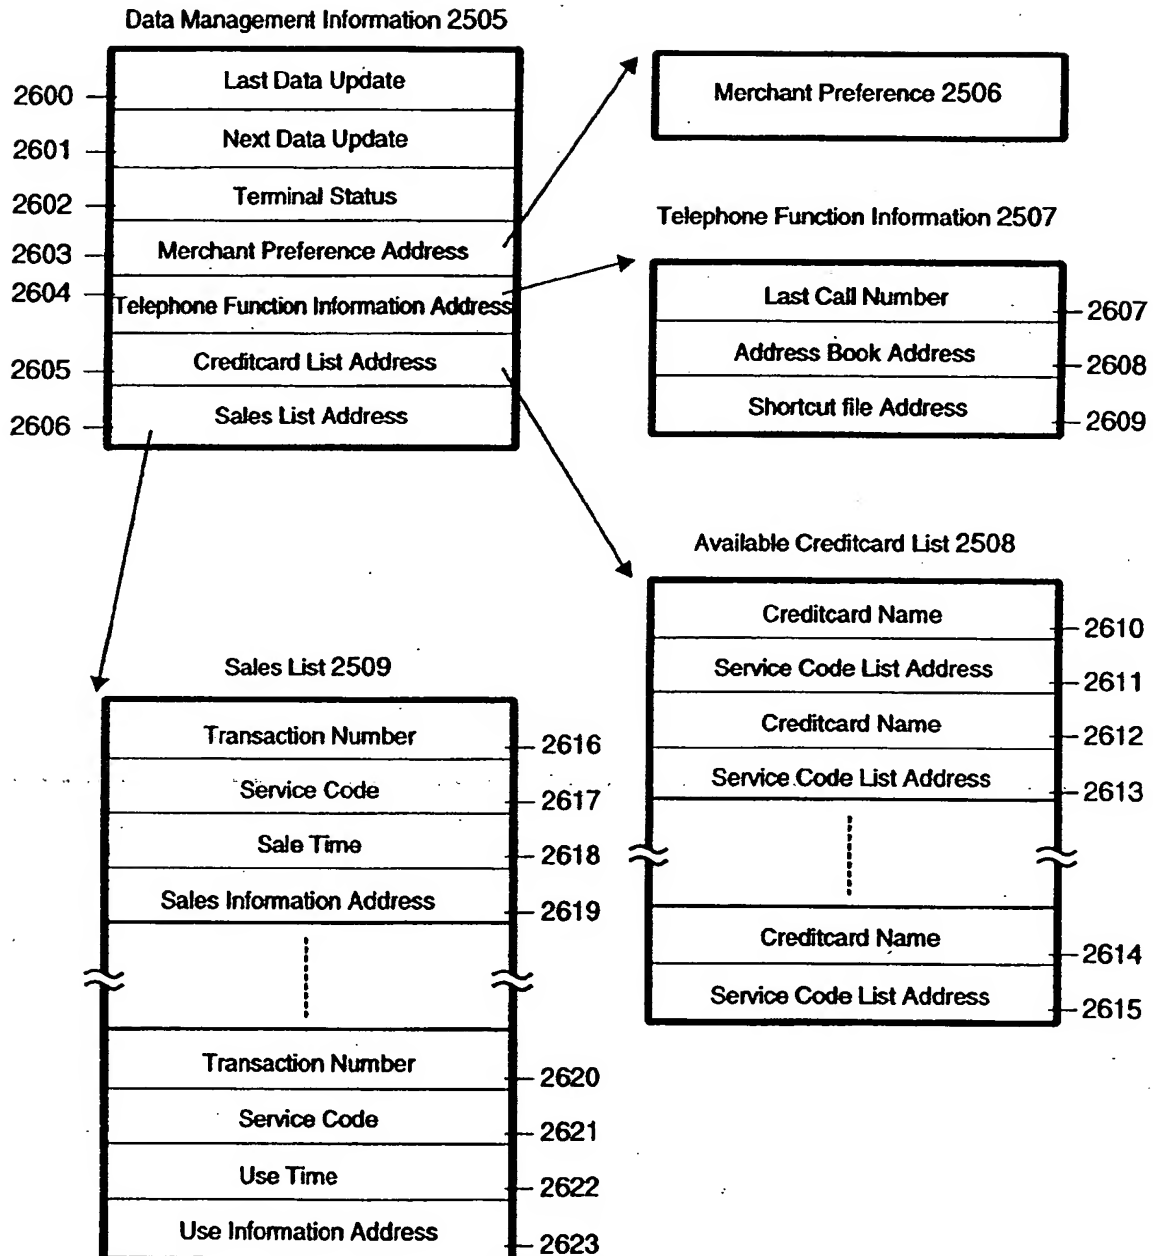 Data Management Information 2505
Last Data Update
2600
Next Data Update
2601
Terminal Status
2602
Merchant Preference Address
2603
2604
Telephone Function Information Address
Creditcard List Address
2605
Sales List Address
2606
Merchant Preference 2506
Telephone Function Information 2507
Last Call Number
2607
Address Book Address
2608
Shortcut file Address
2609
Available Creditcard List 2508
Creditcard Name
2610
Service Code List Address
2611
Creditcard Name
2612
Service Code List Address
2613
Creditcard Name
2614
Service Code List Address
2615
Sales List 2509
Transaction Number
2616
Service Code
2617
Sale Time
2618
Sales Information Address
2619
Transaction Number
2620
Service Code
2621
Use Time
2622
Use Information Address
2623